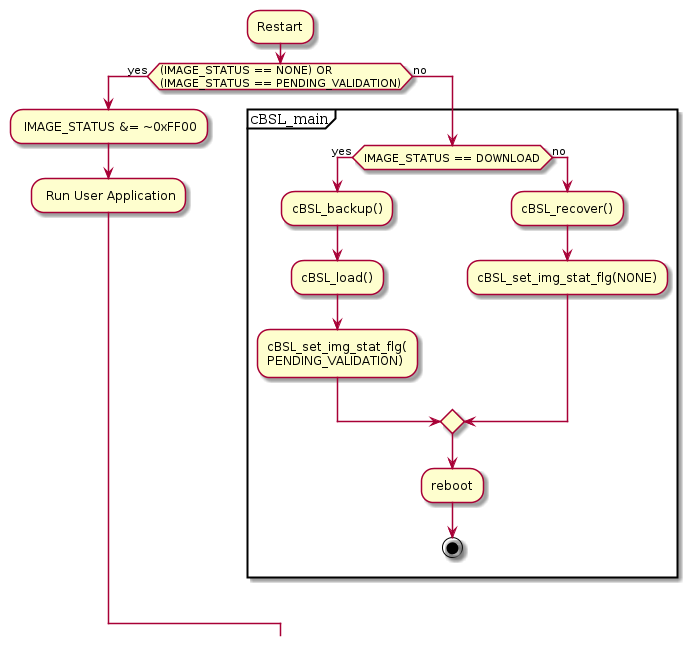 Restart
yes
(IMAGE_STATUS == NONE) OR
(IMAGE_STATUS == PENDING_VALIDATION)
no
IMAGE_STATUS &= ~0xFF00
Run User Application
cBSL_main
yes
IMAGE_STATUS == DOWNLOAD
no
cBSL_backup()
cBSL_recover()
cBSL_load()
cBSL_set_img_stat_flg(NONE)
cBSL_set_img_stat_flg(
PENDING_VALIDATION)
reboot